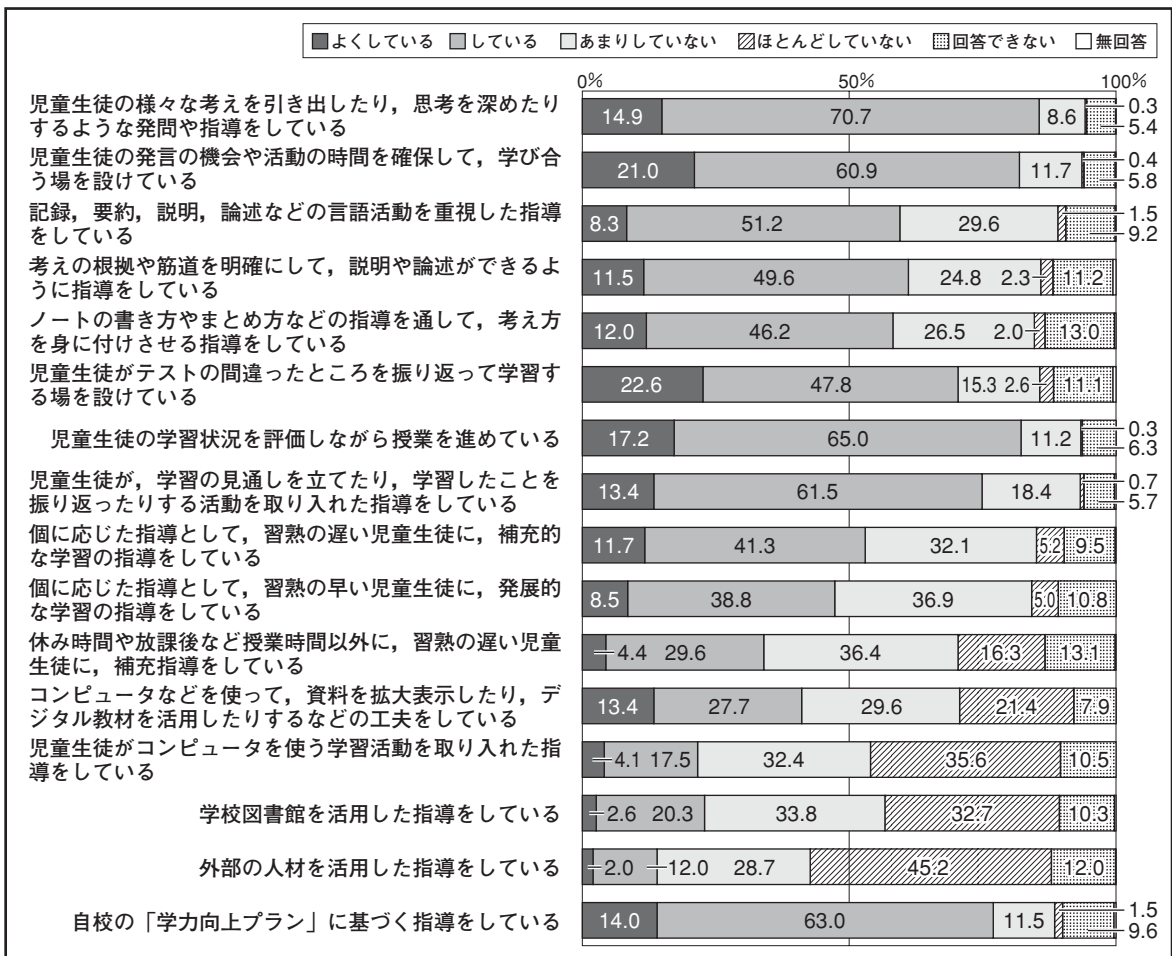 よくしている している あまりしていない ほとんどしていない 回答できない 無回答
0% 50% 100%
児童生徒の様々な考えを引き出したり，思考を深めたり
するような発問や指導をしている
14.9 70.7 8.6 0.3
5.4
児童生徒の発言の機会や活動の時間を確保して，学び合
う場を設けている
21.0 60.9 11.7 0.4
5.8
記録，要約，説明，論述などの言語活動を重視した指導
をしている
8.3 51.2 29.6 1.5
9.2
考えの根拠や筋道を明確にして，説明や論述ができるよ
うに指導をしている
11.5 49.6 24.8 2.3 11.2
ノートの書き方やまとめ方などの指導を通して，考え方
を身に付けさせる指導をしている
12.0 46.2 26.5 2.0 13.0
児童生徒がテストの間違ったところを振り返って学習す
る場を設けている
22.6 47.8 15.3 2.6 11.1
児童生徒の学習状況を評価しながら授業を進めている
17.2 65.0 11.2 0.3
6.3
児童生徒が，学習の見通しを立てたり，学習したことを
振り返ったりする活動を取り入れた指導をしている
13.4 61.5 18.4 0.7
5.7
個に応じた指導として，習熟の遅い児童生徒に，補充的
な学習の指導をしている
11.7 41.3 32.1 5.2 9.5
個に応じた指導として，習熟の早い児童生徒に，発展的
な学習の指導をしている
8.5 38.8 36.9 5.0 10.8
休み時間や放課後など授業時間以外に，習熟の遅い児童
生徒に，補充指導をしている
4.4 29.6 36.4 16.3 13.1
コンピュータなどを使って，資料を拡大表示したり，デ
ジタル教材を活用したりするなどの工夫をしている
13.4 27.7 29.6 21.4 7.9
児童生徒がコンピュータを使う学習活動を取り入れた指
導をしている
4.1 17.5 32.4 35.6 10.5
学校図書館を活用した指導をしている
2.6 20.3 33.8 32.7 10.3
外部の人材を活用した指導をしている
2.0 12.0 28.7 45.2 12.0
自校の「学力向上プラン」に基づく指導をしている
14.0 63.0 11.5 1.5
9.6